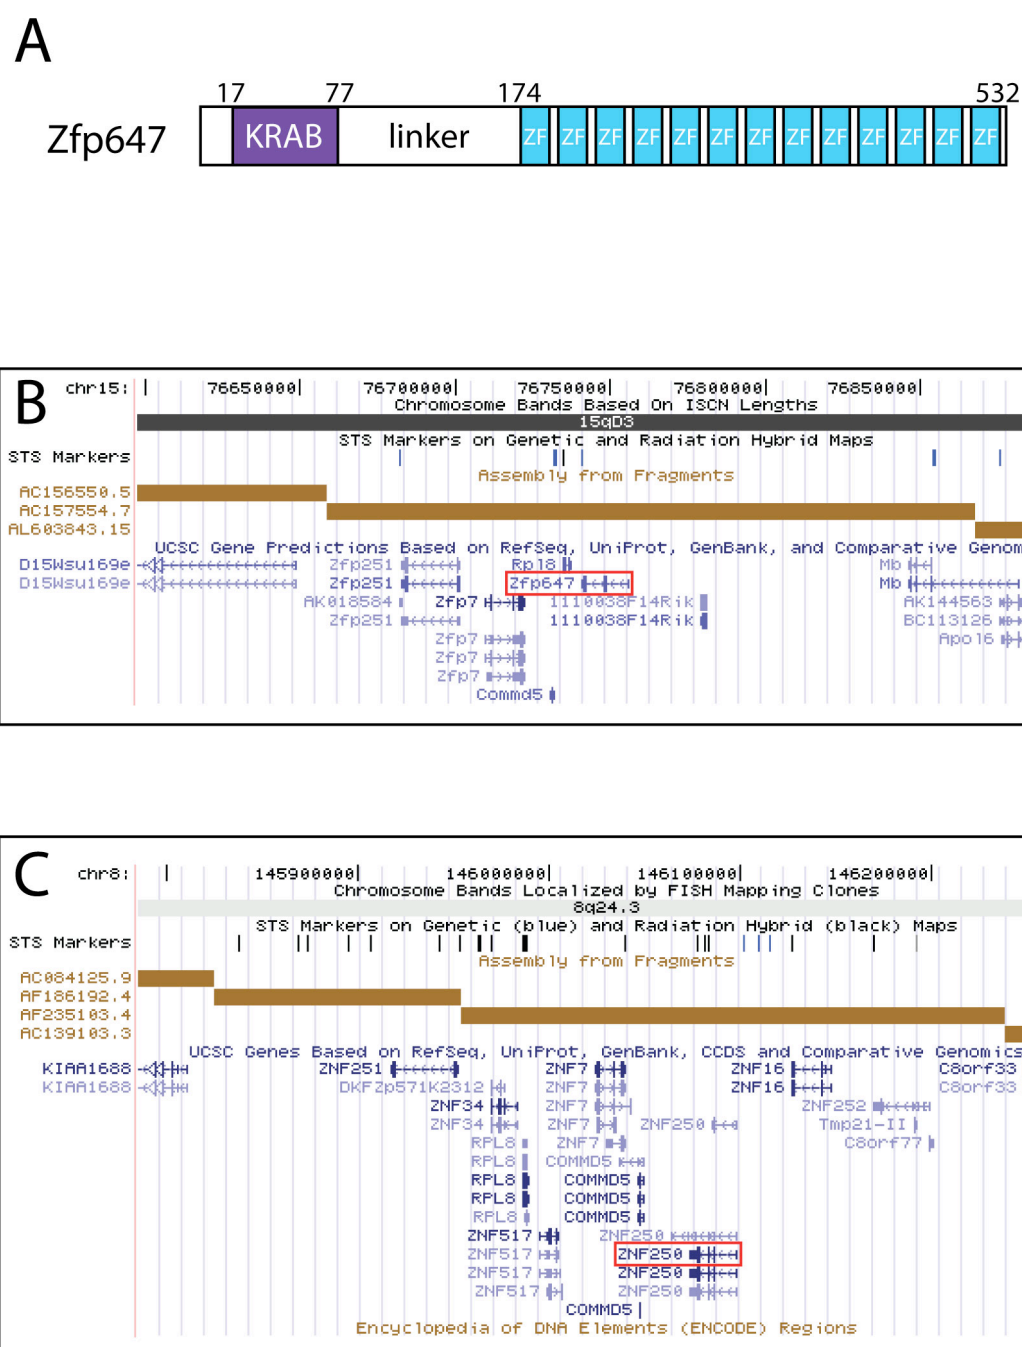 A
17 77 174 532
Zfp647 KRAB linker ZF ZF ZF ZF ZF ZF ZF ZF ZF ZF ZF ZF ZF
B
chr15: 76650000 76700000 76750000 76800000 76850000
Chromosome Bands Based On ISCN Lengths
15qD3
STS Markers on Genetic and Radiation Hybrid Maps
STS Markers
Assembly from Fragments
AC156550.5
AC157554.7
AL603843.15
UCSC Gene Predictions Based on RefSeq, UniProt, GenBank, and Comparative Genom
D15Wsu169e Zfp251 Rpl8 Mb
D15Wsu169e Zfp251 Zfp647 Mb
AK018584 Zfp7 1110038F14Rik AK144563
Zfp251 1110038F14Rik BC113126
Zfp7 Apol6
Zfp7
Zfp7
Commd5
C
chr8: 145900000 146000000 146100000 146200000
Chromosome Bands Localized by FISH Mapping Clones
8q24.3
STS Markers on Genetic (blue) and Radiation Hybrid (black) Maps
STS Markers
Assembly from Fragments
AC084125.9
AF186192.4
AF235103.4
AC139103.3
UCSC Genes Based on RefSeq, UniProt, GenBank, CCDS and Comparative Genomics
KIAA1688 ZNF251 ZNF7 ZNF16 C8orf33
KIAA1688 DKFZp571K2312 ZNF7 ZNF16 C8orf33
ZNF34 ZNF7 ZNF252
ZNF34 ZNF7 ZNF250 Tmp21-II
RPL8 ZNF7 C8orf77
RPL8 COMMD5
RPL8 COMMD5
RPL8 COMMD5
RPL8 COMMD5
ZNF517 ZNF250
ZNF517 ZNF250
ZNF517 ZNF250
ZNF517 ZNF250
COMMD5
Encyclopedia of DNA Elements (ENCODE) Regions